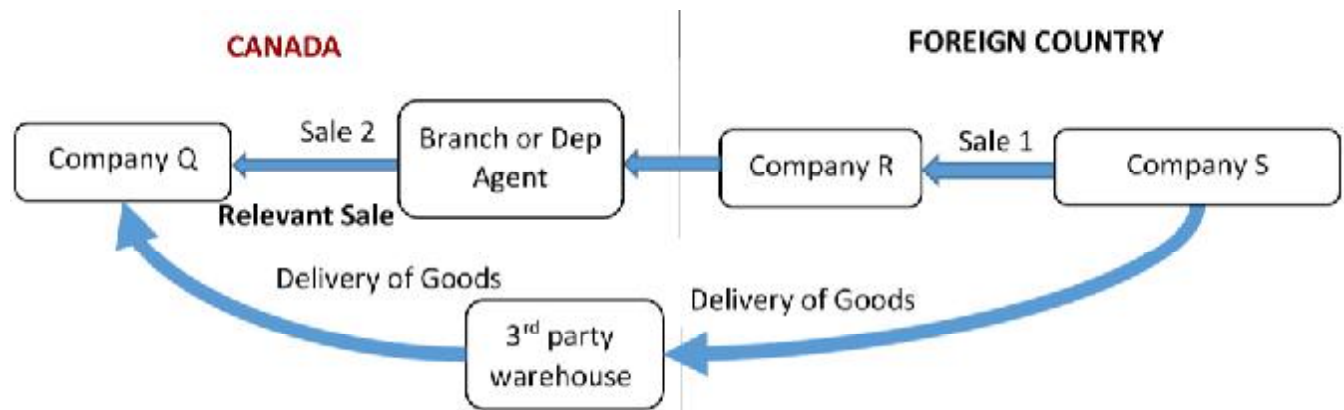 CANADA
FOREIGN COUNTRY
Company Q
Sale 2
Branch or Dep
Agent
Company R
Sale 1
Company S
Relevant Sale
Delivery of Goods
Delivery of Goods
3rd party
warehouse